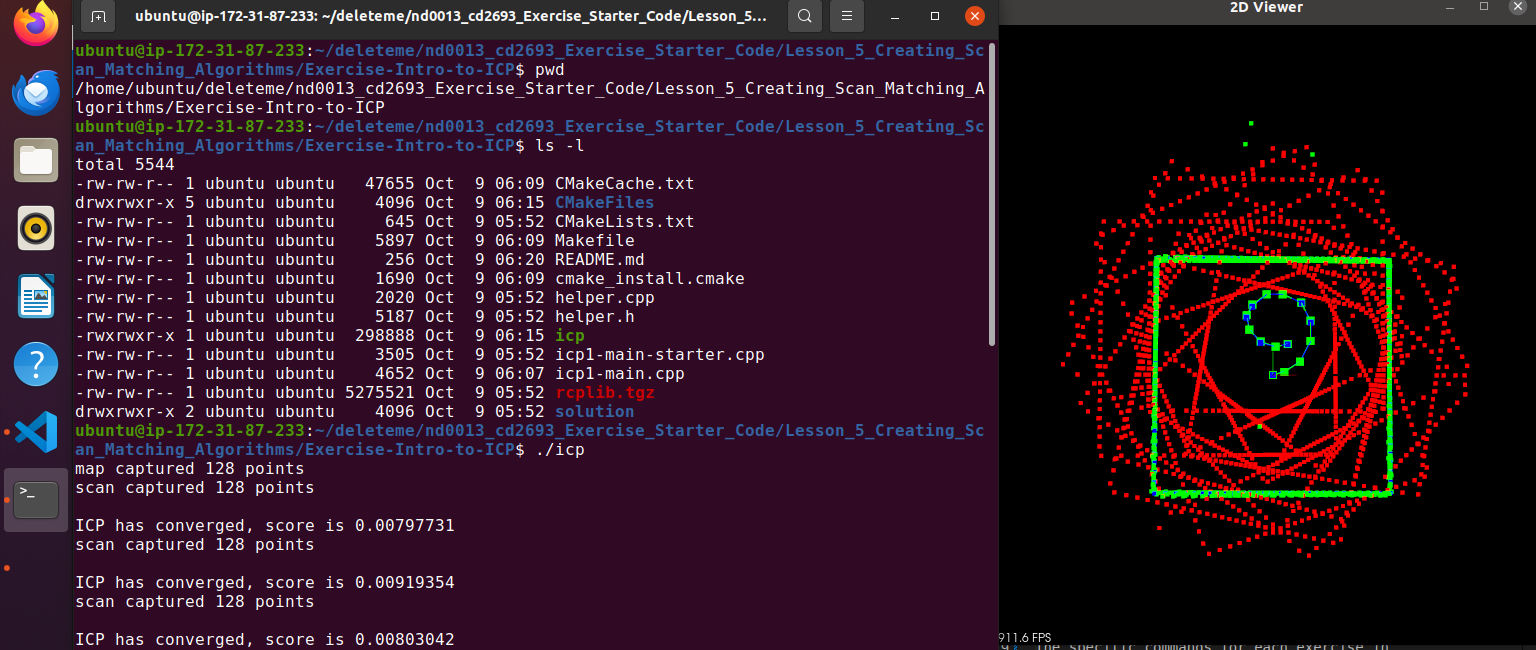 ubuntu@ip-172-31-87-233: ~/deleteme/nd0013_cd2693_Exercise_Starter_Code/Lesson_5...
ubuntu@ip-172-31-87-233:~/deleteme/nd0013_cd2693_Exercise_Starter_Code/Lesson_5_Creating_Sc
an_Matching_Algorithms/Exercise-Intro-to-ICP$ pwd
/home/ubuntu/deleteme/nd0013_cd2693_Exercise_Starter_Code/Lesson_5_Creating_Scan_Matching_A
lgorithms/Exercise-Intro-to-ICP
ubuntu@ip-172-31-87-233:~/deleteme/nd0013_cd2693_Exercise_Starter_Code/Lesson_5_Creating_Sc
an_Matching_Algorithms/Exercise-Intro-to-ICP$ ls -l
total 5544
-rw-rw-r-- 1 ubuntu ubuntu   47655 Oct  9 06:09 CMakeCache.txt
drwxrwxr-x 5 ubuntu ubuntu    4096 Oct  9 06:15 CMakeFiles
-rw-rw-r-- 1 ubuntu ubuntu     645 Oct  9 05:52 CMakeLists.txt
-rw-rw-r-- 1 ubuntu ubuntu    5897 Oct  9 06:09 Makefile
-rw-rw-r-- 1 ubuntu ubuntu     256 Oct  9 06:20 README.md
-rw-rw-r-- 1 ubuntu ubuntu    1690 Oct  9 06:09 cmake_install.cmake
-rw-rw-r-- 1 ubuntu ubuntu    2020 Oct  9 05:52 helper.cpp
-rw-rw-r-- 1 ubuntu ubuntu    5187 Oct  9 05:52 helper.h
-rwxrwxr-x 1 ubuntu ubuntu  298888 Oct  9 06:15 icp
-rw-rw-r-- 1 ubuntu ubuntu    3505 Oct  9 05:52 icp1-main-starter.cpp
-rw-rw-r-- 1 ubuntu ubuntu    4652 Oct  9 06:07 icp1-main.cpp
-rw-rw-r-- 1 ubuntu ubuntu 5275521 Oct  9 05:52 rcplib.tgz
drwxrwxr-x 2 ubuntu ubuntu    4096 Oct  9 05:52 solution
ubuntu@ip-172-31-87-233:~/deleteme/nd0013_cd2693_Exercise_Starter_Code/Lesson_5_Creating_Sc
an_Matching_Algorithms/Exercise-Intro-to-ICP$ ./icp
map captured 128 points
scan captured 128 points
ICP has converged, score is 0.00797731
scan captured 128 points
ICP has converged, score is 0.00919354
scan captured 128 points
ICP has converged, score is 0.00803042
2D Viewer
911.6 FPS
The specific commands for each exercise in